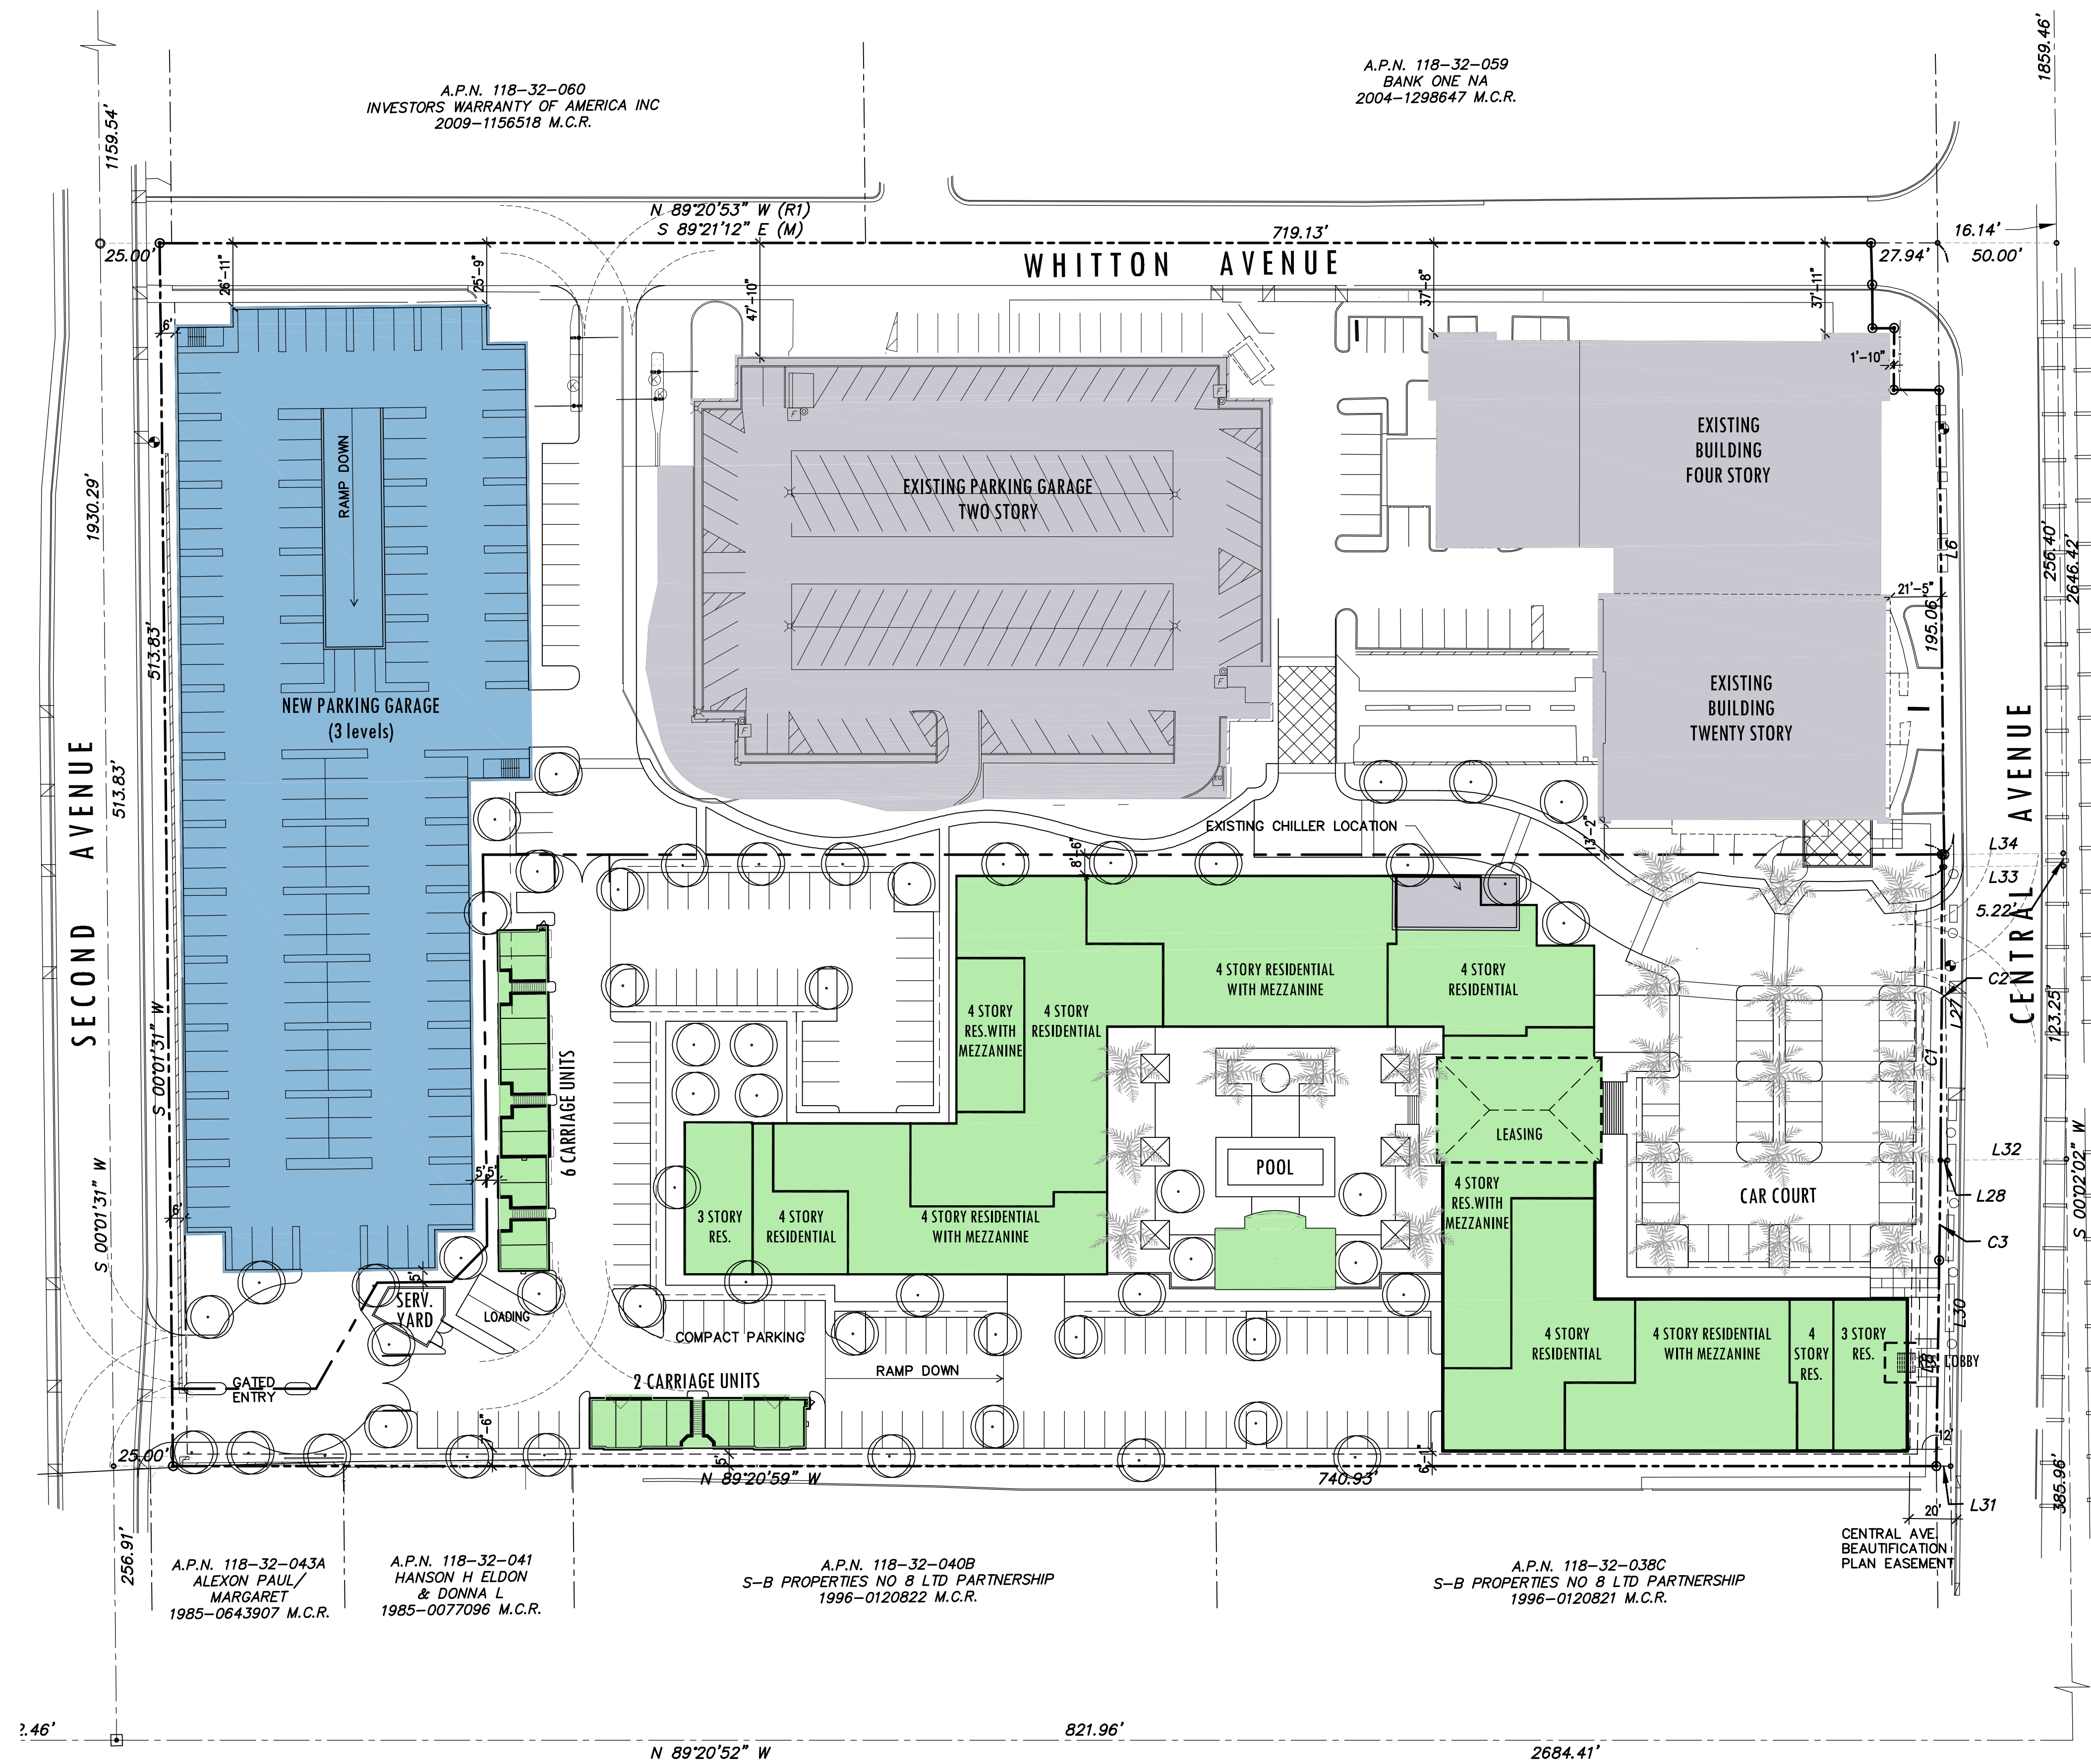 A.P.N. 118-32-060
INVESTORS WARRANTY OF AMERICA INC
2009-1156518 M.C.R.
A.P.N. 118-32-059
BANK ONE NA
2004-1298647 M.C.R.
1859.46'
1159.54'
N 89°20'53" W (R1)
S 89°21'12" E (M)
719.13'
16.14'
25.00'
27.94'
50.00'
WHITTON AVENUE
26'-11"
25'-9"
47'-10"
37'-8"
37'-11"
6'
1'-10"
RAMP DOWN
K
K
F
F
EXISTING PARKING GARAGE
TWO STORY
EXISTING
BUILDING
FOUR STORY
1930.29'
513.83'
L6
256.40'
2646.42'
21'-5"
195.06'
NEW PARKING GARAGE
(3 levels)
F
F
EXISTING
BUILDING
TWENTY STORY
SECOND AVENUE
513.83'
CENTRAL AVENUE
EXISTING CHILLER LOCATION
13'-2"
8'-6"
L34
L33
5.22'
4 STORY RESIDENTIAL
WITH MEZZANINE
4 STORY
RESIDENTIAL
4 STORY
RES.WITH
MEZZANINE
4 STORY
RESIDENTIAL
C2
L27
123.25'
C1
S 00°01'31" W
6 CARRIAGE UNITS
LEASING
POOL
5'
5'
L32
S 00°01'31" W
6'
4 STORY
RES.WITH
MEZZANINE
CAR COURT
L28
S 00°02'02" W
3 STORY
RES.
4 STORY
RESIDENTIAL
4 STORY RESIDENTIAL
WITH MEZZANINE
C3
5'
SERV.
YARD
LOADING
COMPACT PARKING
L30
RAMP DOWN
4 STORY
RESIDENTIAL
4 STORY RESIDENTIAL
WITH MEZZANINE
4
STORY
RES.
3 STORY
RES.
LOBBY
GATED
ENTRY
2 CARRIAGE UNITS
25.00'
5'
6'-1"
12'
N 89°20'59" W
740.93'
385.96'
L31
20'
CENTRAL AVE.
BEAUTIFICATION
PLAN EASEMENT
256.91'
A.P.N. 118-32-043A
ALEXON PAUL/
MARGARET
1985-0643907 M.C.R.
A.P.N. 118-32-041
HANSON H ELDON
& DONNA L
1985-0077096 M.C.R.
A.P.N. 118-32-040B
S-B PROPERTIES NO 8 LTD PARTNERSHIP
1996-0120822 M.C.R.
A.P.N. 118-32-038C
S-B PROPERTIES NO 8 LTD PARTNERSHIP
1996-0120821 M.C.R.
2.46'
821.96'
N 89°20'52" W
2684.41'